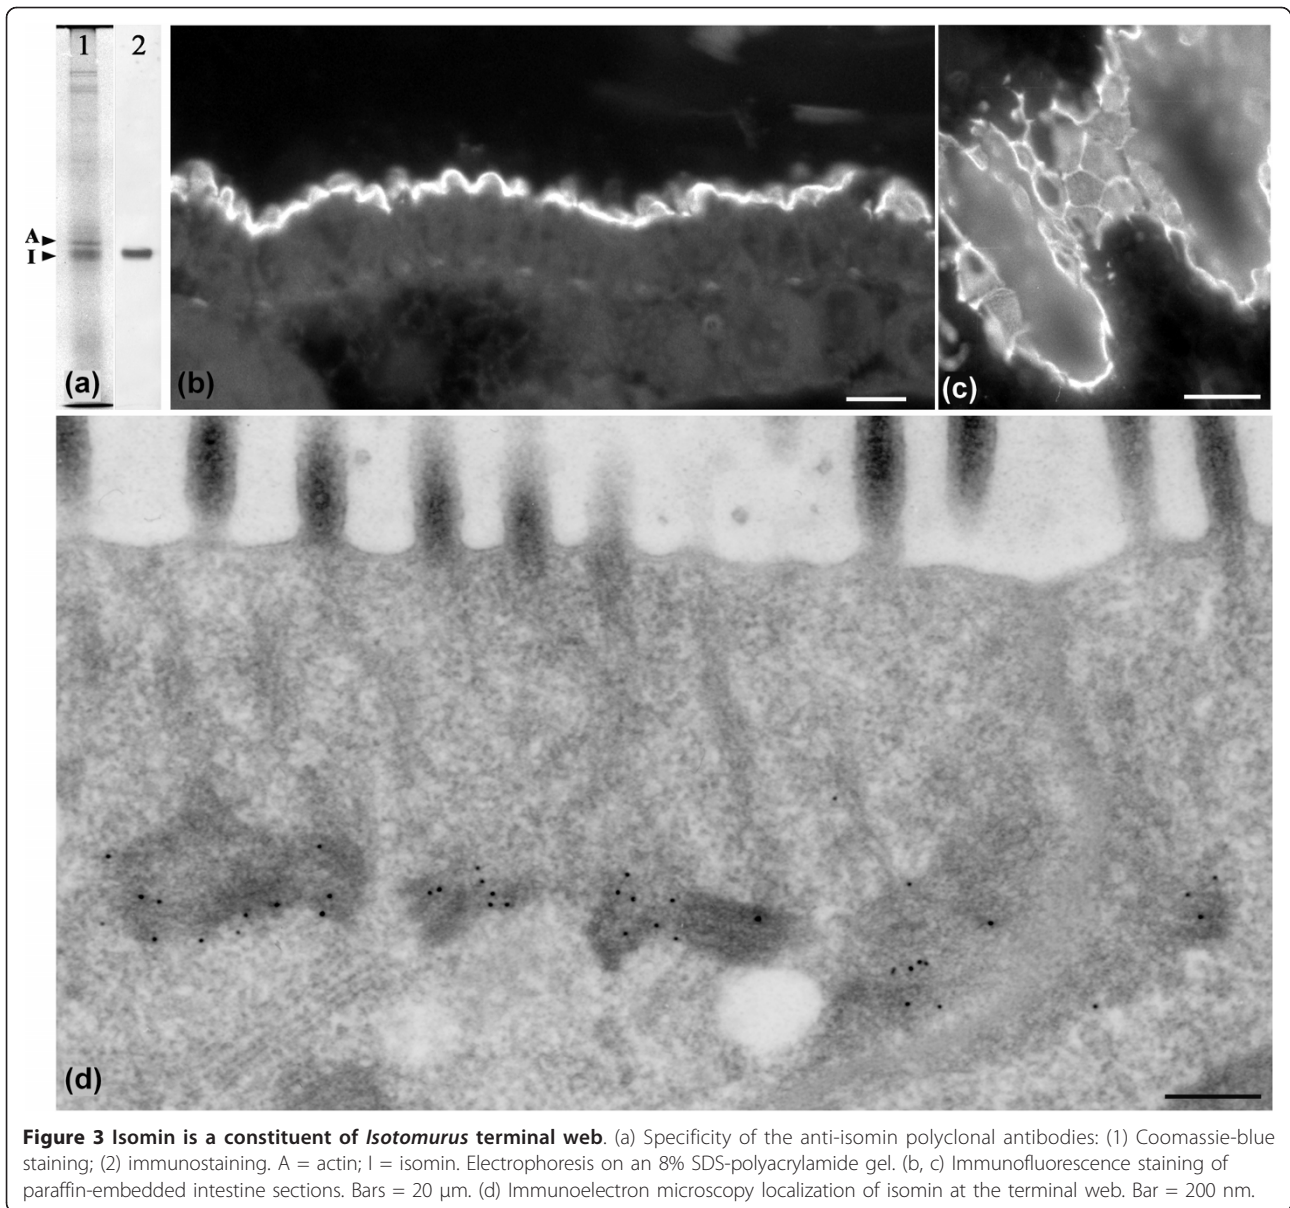 1 2
A
I
(a)
(b)
(c)
(d)
Figure 3 Isomin is a constituent of Isotomurus terminal web. (a) Specificity of the anti-isomin polyclonal antibodies: (1) Coomassie-blue
staining; (2) immunostaining. A = actin; I = isomin. Electrophoresis on an 8% SDS-polyacrylamide gel. (b, c) Immunofluorescence staining of
paraffin-embedded intestine sections. Bars = 20 μm. (d) Immunoelectron microscopy localization of isomin at the terminal web. Bar = 200 nm.